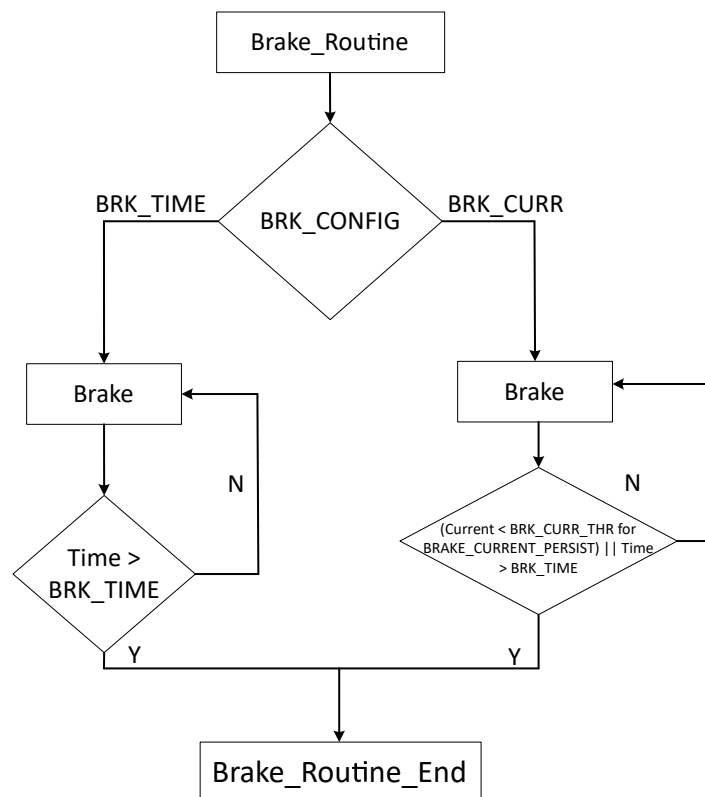 Brake_Routine
BRK_TIME
BRK_CONFIG
BRK_CURR
Brake
Brake
N
N
(Current < BRK_CURR_THR for
BRAKE_CURRENT_PERSIST) || Time
> BRK_TIME
Time >
BRK_TIME
Y
Y
Brake_Routine_End